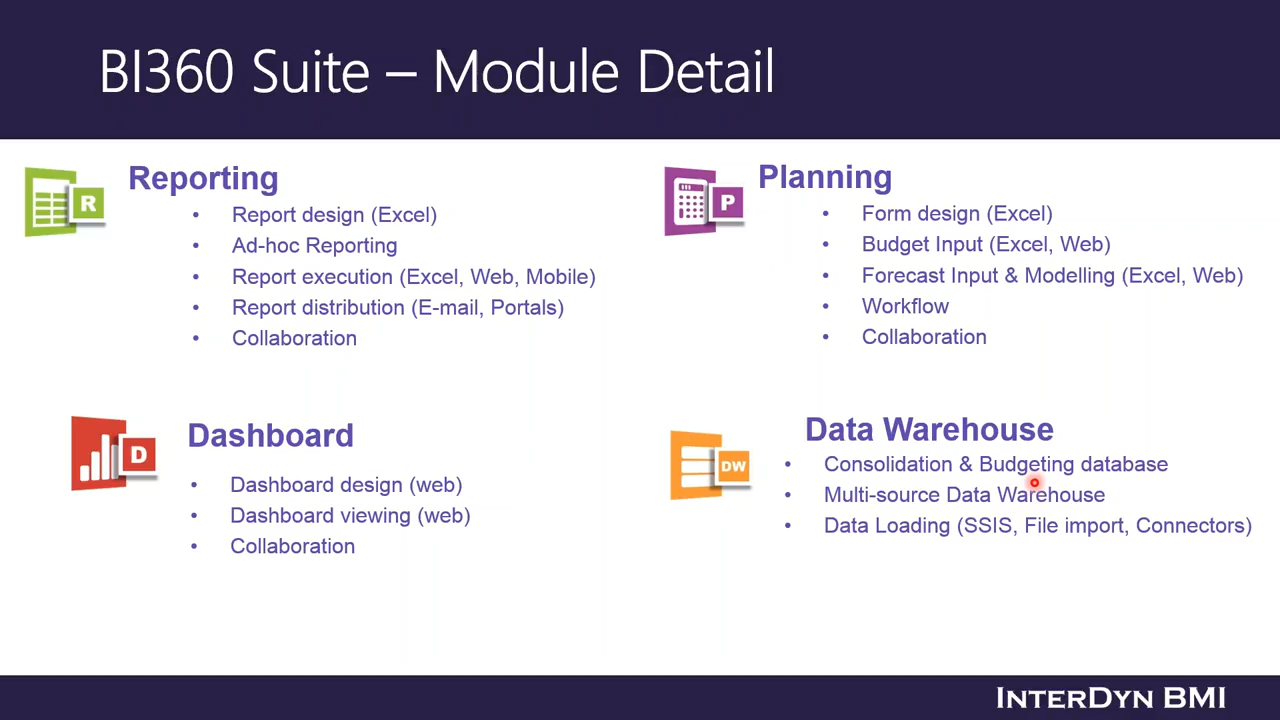 BI360 Suite – Module Detail
R
Reporting
• Report design (Excel)
• Ad-hoc Reporting
• Report execution (Excel, Web, Mobile)
• Report distribution (E-mail, Portals)
• Collaboration
P
Planning
• Form design (Excel)
• Budget Input (Excel, Web)
• Forecast Input & Modelling (Excel, Web)
• Workflow
• Collaboration
D
Dashboard
• Dashboard design (web)
• Dashboard viewing (web)
• Collaboration
DW
Data Warehouse
• Consolidation & Budgeting database
• Multi-source Data Warehouse
• Data Loading (SSIS, File import, Connectors)
INTERDYN BMI